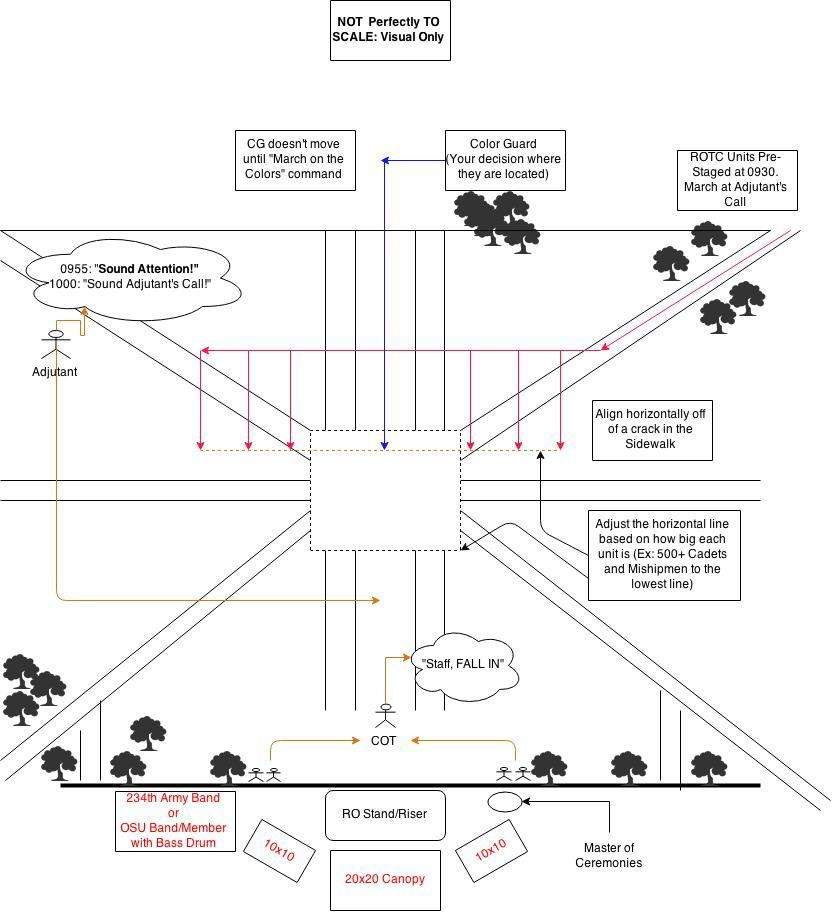 NOT Perfectly TO
SCALE: Visual Only
CG doesn't move
until "March on the
Colors" command
Color Guard
(Your decision where
they are located)
ROTC Units Pre-
Staged at 0930.
March at Adjutant's
Call
0955: "Sound Attention!"
1000: "Sound Adjutant's Call!"
Adjutant
Align horizontally off
of a crack in the
Sidewalk
Adjust the horizontal line
based on how big each
unit is (Ex: 500+ Cadets
and Mishipmen to the
lowest line)
"Staff, FALL IN"
COT
234th Army Band
or
OSU Band/Member
with Bass Drum
RO Stand/Riser
10x10
10x10
20x20 Canopy
Master of
Ceremonies